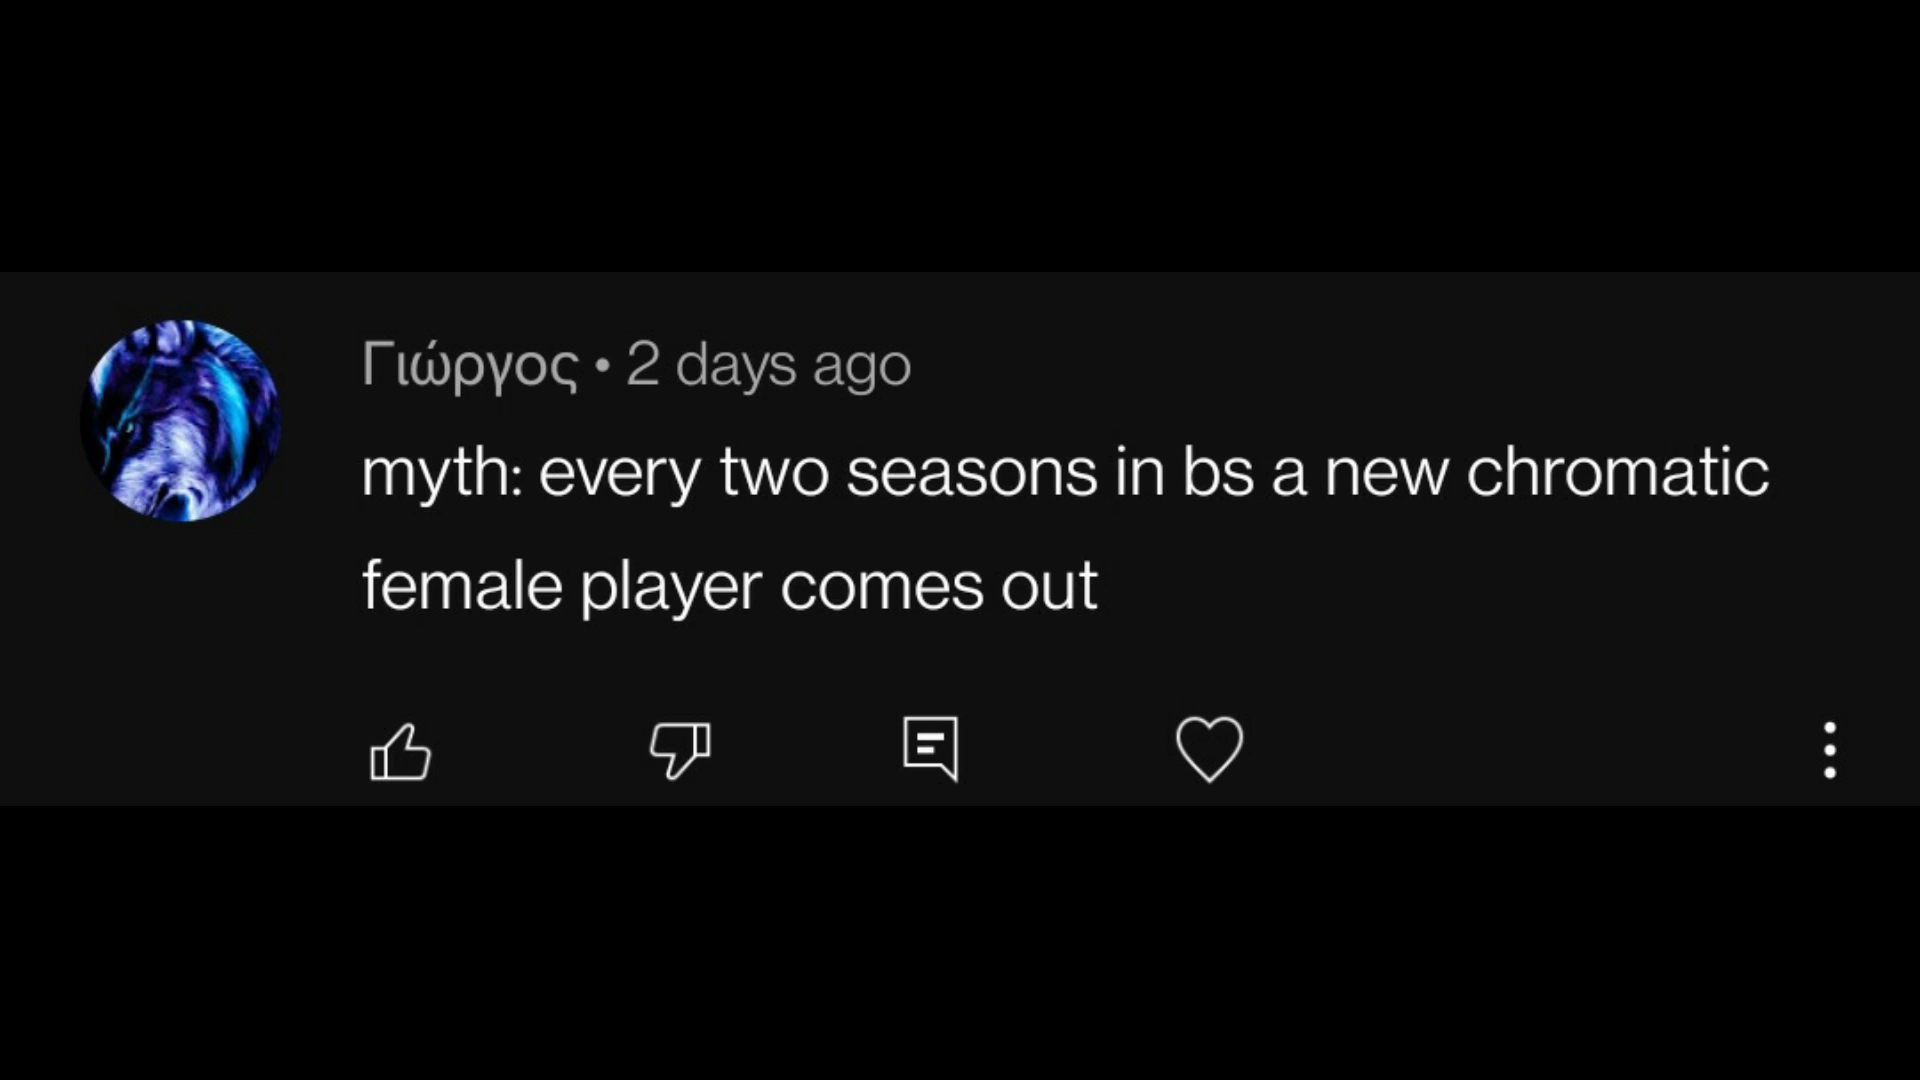 Γιώργος • 2 days ago
myth: every two seasons in bs a new chromatic
female player comes out